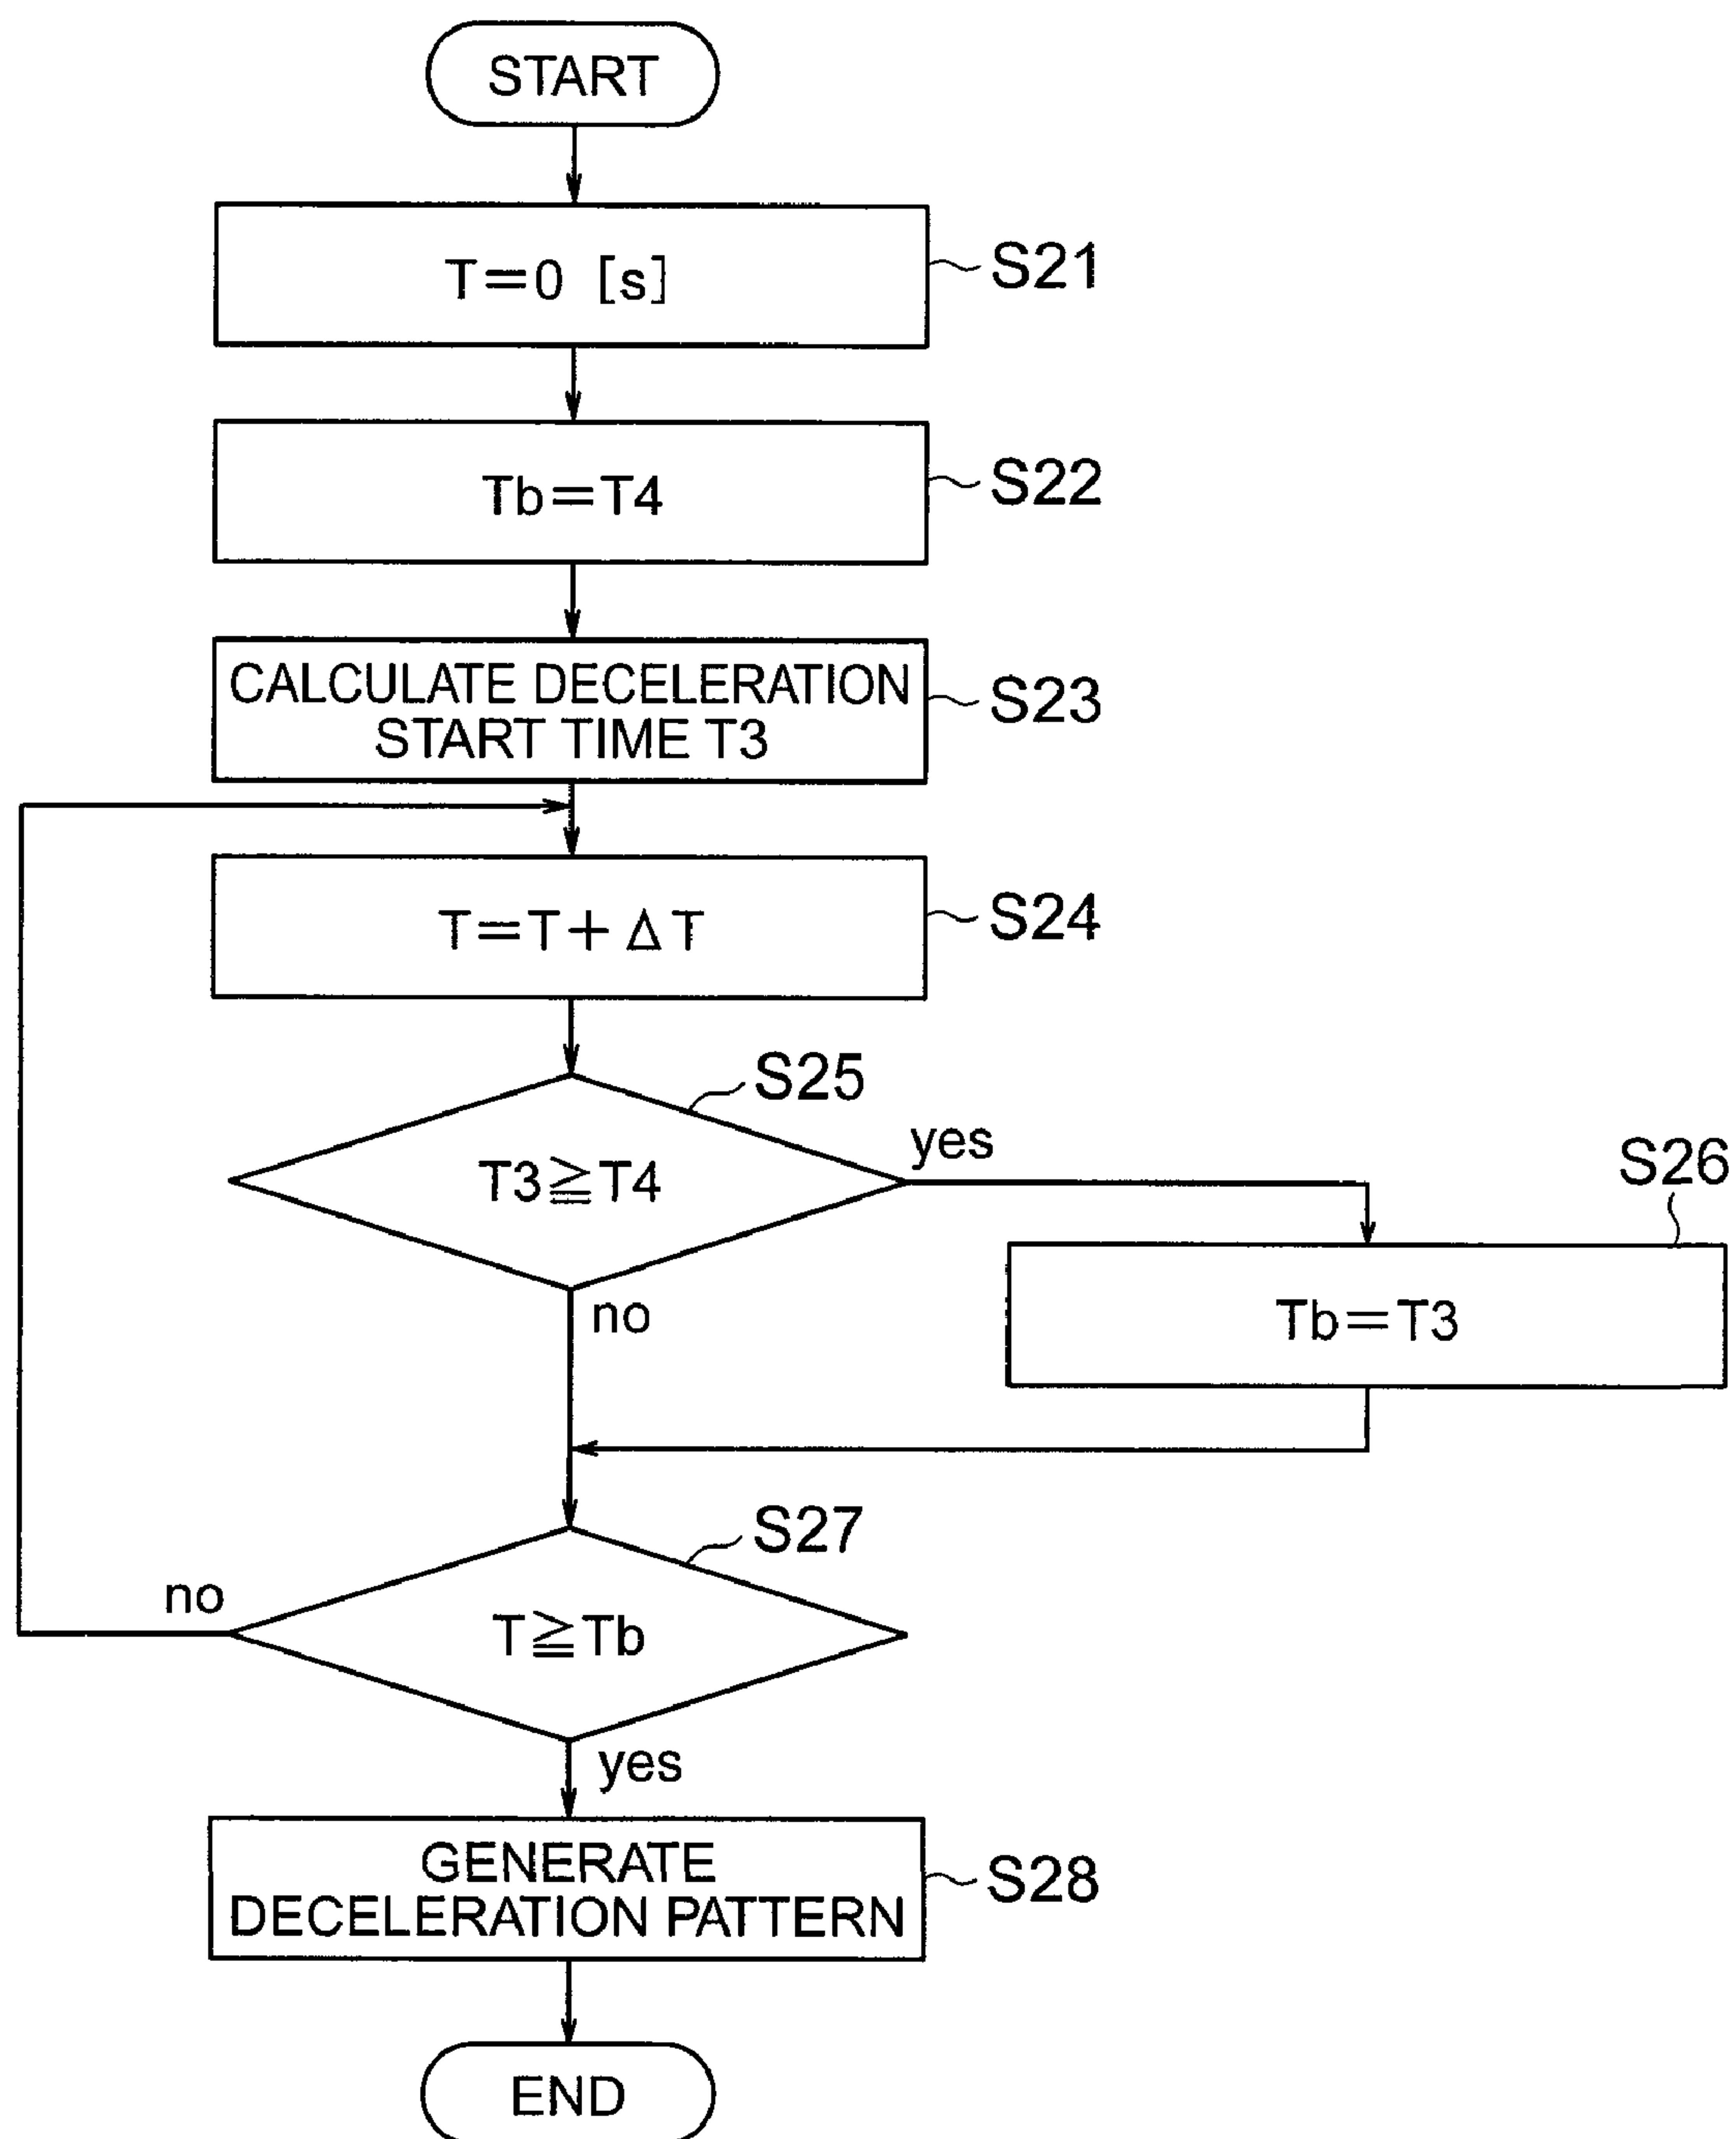 START
T=0 [s]
S21
Tb=T4
S22
CALCULATE DECELERATION
START TIME T3
S23
T=T+ΔT
S24
S25
T3≧T4
yes
no
S26
Tb=T3
S27
T≧Tb
no
yes
GENERATE
DECELERATION PATTERN
S28
END